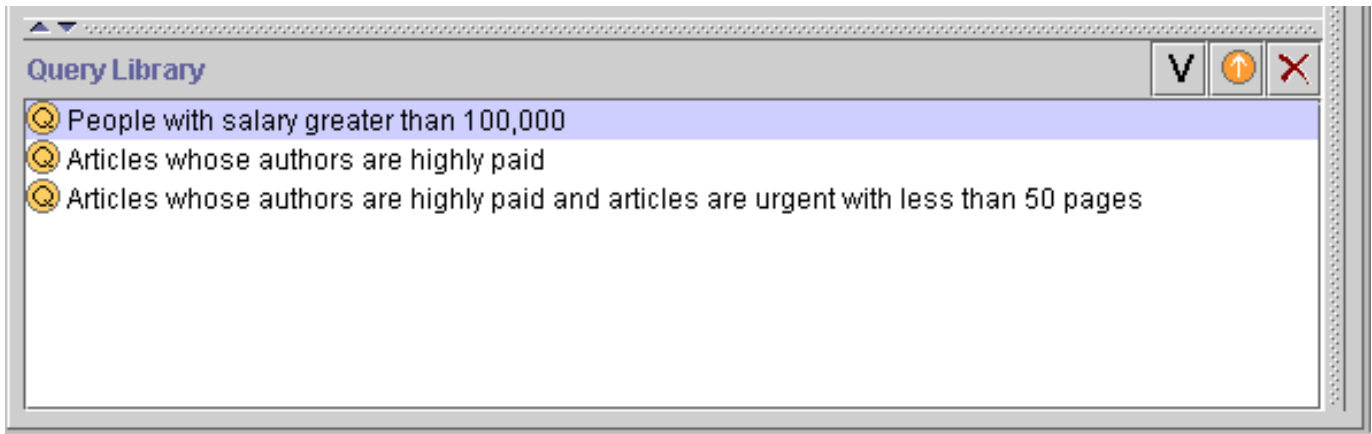 Query Library V
Q People with salary greater than 100,000
Q Articles whose authors are highly paid
Q Articles whose authors are highly paid and articles are urgent with less than 50 pages